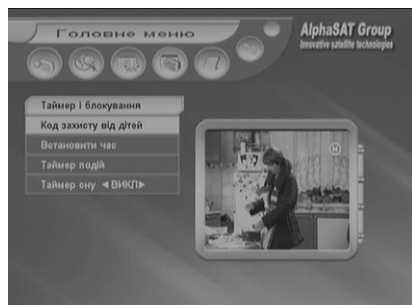 Головне меню
AlphaSAT Group
Innovative satellite technologies
Таймер і блокування
Код захисту від дітей
Встановити час
Таймер подій
Таймер сну ◀ВИКЛ▶